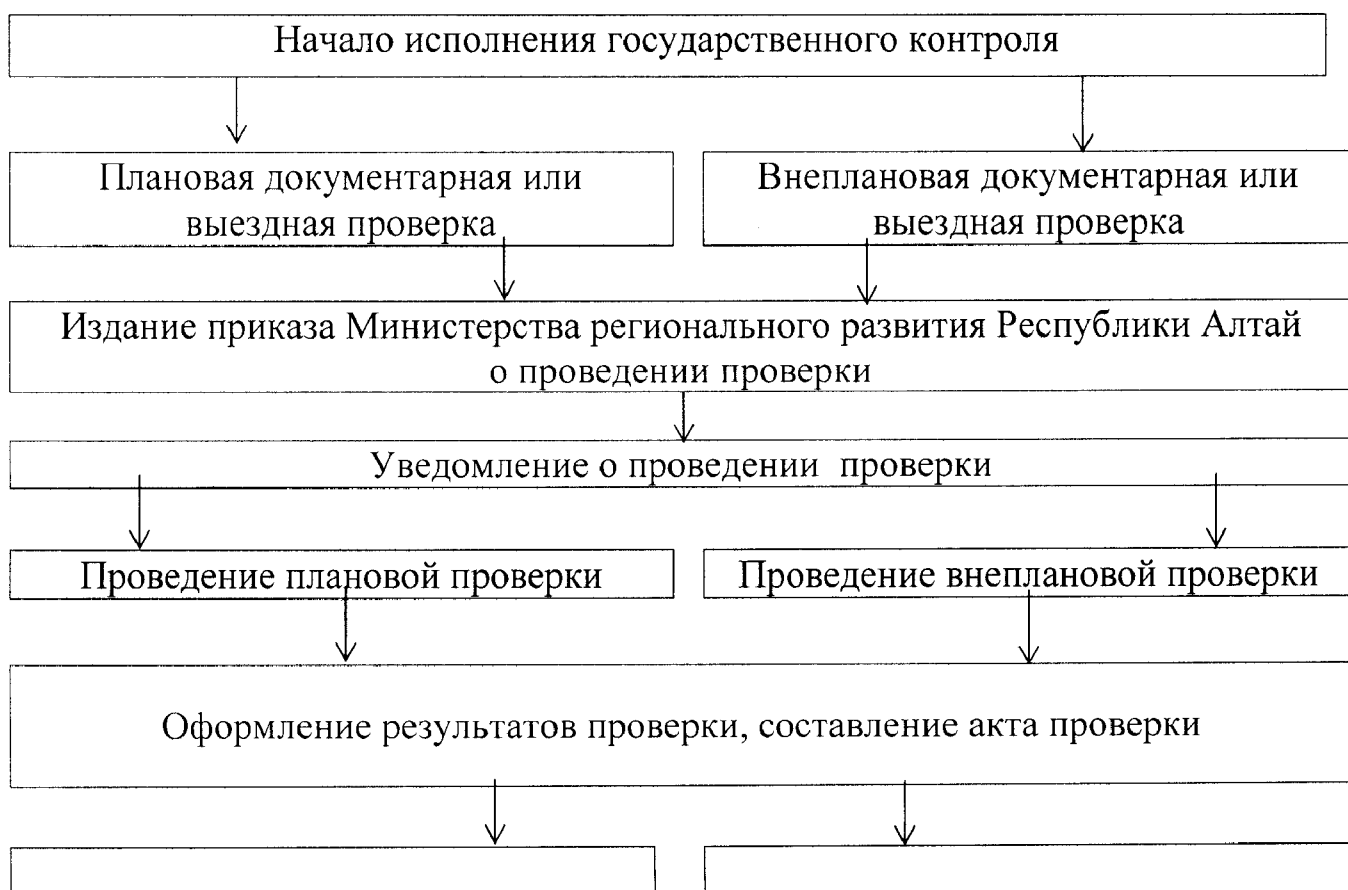 Начало исполнения государственного контроля
Плановая документарная или
выездная проверка
Внеплановая документарная или
выездная проверка
Издание приказа Министерства регионального развития Республики Алтай
о проведении проверки
Уведомление о проведении проверки
Проведение плановой проверки
Проведение внеплановой проверки
Оформление результатов проверки, составление акта проверки